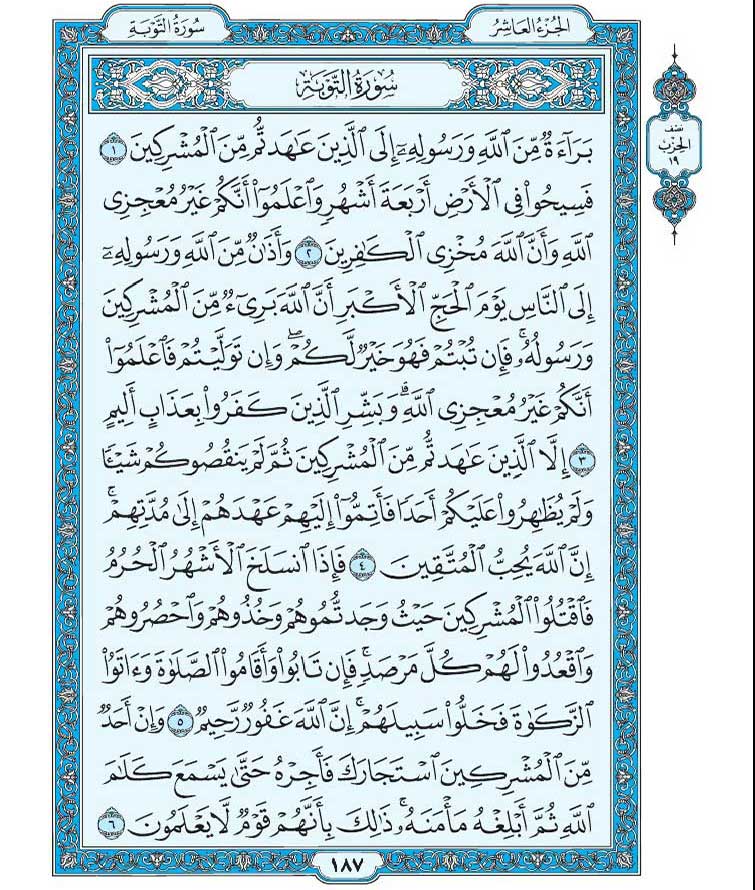 الجُزْءُ العَاشِرُ
سُورَةُ التَّوْبَةِ
سُورَةُ التَّوْبَةِ
نصف
الحِزْبِ
١٩
بَرَآءَةٌ مِّنَ ٱللَّهِ وَرَسُولِهِۦٓ إِلَى ٱلَّذِينَ عَٰهَدتُّم مِّنَ ٱلْمُشْرِكِينَ ١
فَسِيحُوا۟ فِى ٱلْأَرْضِ أَرْبَعَةَ أَشْهُرٍ وَٱعْلَمُوٓا۟ أَنَّكُمْ غَيْرُ مُعْجِزِى
ٱللَّهِ وَأَنَّ ٱللَّهَ مُخْزِى ٱلْكَٰفِرِينَ ٢ وَأَذَٰنٌ مِّنَ ٱللَّهِ وَرَسُولِهِۦٓ
إِلَى ٱلنَّاسِ يَوْمَ ٱلْحَجِّ ٱلْأَكْبَرِ أَنَّ ٱللَّهَ بَرِىٓءٌ مِّنَ ٱلْمُشْرِكِينَ
وَرَسُولُهُۥ ۚ فَإِن تُبْتُمْ فَهُوَ خَيْرٌ لَّكُمْ ۖ وَإِن تَوَلَّيْتُمْ فَٱعْلَمُوٓا۟
أَنَّكُمْ غَيْرُ مُعْجِزِى ٱللَّهِ ۗ وَبَشِّرِ ٱلَّذِينَ كَفَرُوا۟ بِعَذَابٍ أَلِيمٍ
٣ إِلَّا ٱلَّذِينَ عَٰهَدتُّم مِّنَ ٱلْمُشْرِكِينَ ثُمَّ لَمْ يَنقُصُوكُمْ شَيْـًٔا
وَلَمْ يُظَٰهِرُوا۟ عَلَيْكُمْ أَحَدًا فَأَتِمُّوٓا۟ إِلَيْهِمْ عَهْدَهُمْ إِلَىٰ مُدَّتِهِمْ ۚ
إِنَّ ٱللَّهَ يُحِبُّ ٱلْمُتَّقِينَ ٤ فَإِذَا ٱنسَلَخَ ٱلْأَشْهُرُ ٱلْحُرُمُ
فَٱقْتُلُوا۟ ٱلْمُشْرِكِينَ حَيْثُ وَجَدتُّمُوهُمْ وَخُذُوهُمْ وَٱحْصُرُوهُمْ
وَٱقْعُدُوا۟ لَهُمْ كُلَّ مَرْصَدٍ ۚ فَإِن تَابُوا۟ وَأَقَامُوا۟ ٱلصَّلَوٰةَ وَءَاتَوُا۟
ٱلزَّكَوٰةَ فَخَلُّوا۟ سَبِيلَهُمْ ۚ إِنَّ ٱللَّهَ غَفُورٌ رَّحِيمٌ ٥ وَإِنْ أَحَدٌ
مِّنَ ٱلْمُشْرِكِينَ ٱسْتَجَارَكَ فَأَجِرْهُ حَتَّىٰ يَسْمَعَ كَلَٰمَ
ٱللَّهِ ثُمَّ أَبْلِغْهُ مَأْمَنَهُۥ ۚ ذَٰلِكَ بِأَنَّهُمْ قَوْمٌ لَّا يَعْلَمُونَ ٦
١٨٧